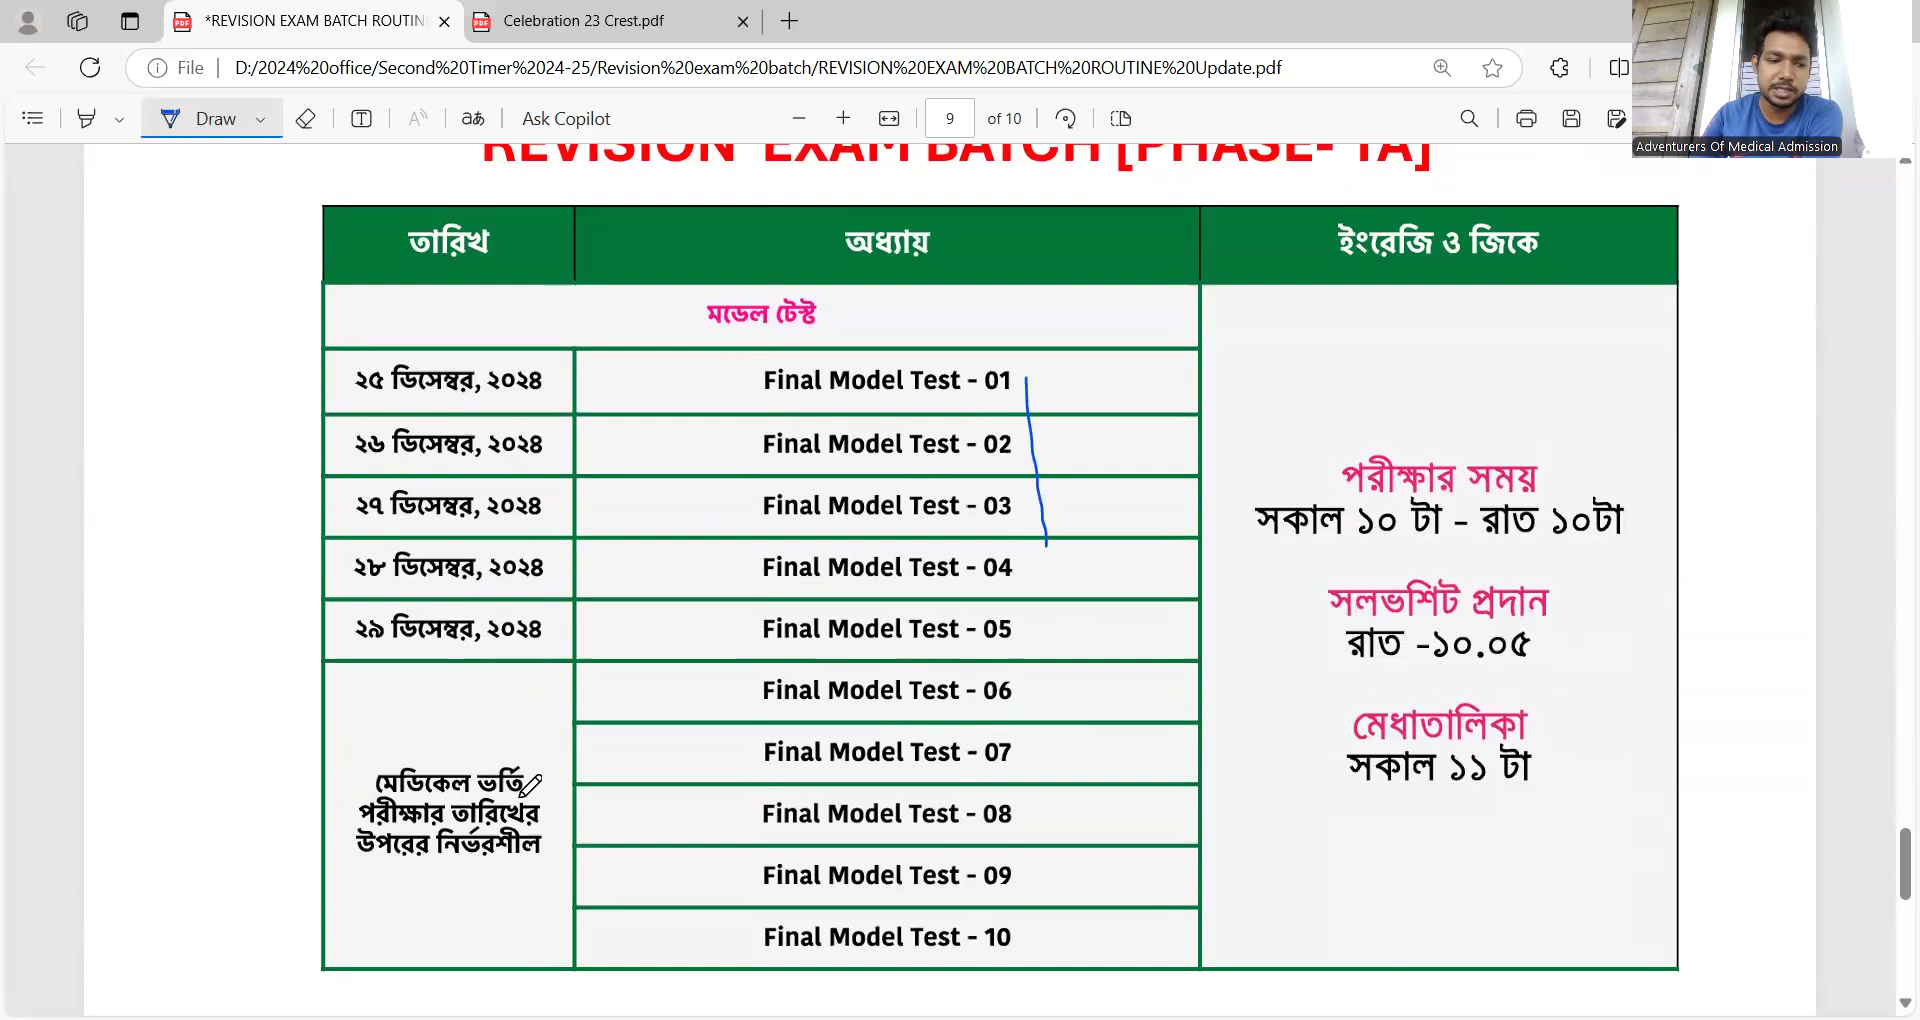 *REVISION EXAM BATCH ROUTIN
Celebration 23 Crest.pdf
File
D:/2024%20office/Second%20Timer%2024-25/Revision%20exam%20batch/REVISION%20EXAM%20BATCH%20ROUTINE%20Update.pdf
Draw
Ask Copilot
9
of 10
Adventurers Of Medical Admission
REVISION EXAM BATCH [PHASE- 1A]
তারিখ
অধ্যায়
ইংরেজি ও জিকে
মডেল টেস্ট
২৫ ডিসেম্বর, ২০২৪
Final Model Test - 01
২৬ ডিসেম্বর, ২০২৪
Final Model Test - 02
২৭ ডিসেম্বর, ২০২৪
Final Model Test - 03
২৮ ডিসেম্বর, ২০২৪
Final Model Test - 04
২৯ ডিসেম্বর, ২০২৪
Final Model Test - 05
মেডিকেল ভর্তি
পরীক্ষার তারিখের
উপরের নির্ভরশীল
Final Model Test - 06
Final Model Test - 07
Final Model Test - 08
Final Model Test - 09
Final Model Test - 10
পরীক্ষার সময়
সকাল ১০ টা - রাত ১০টা
সলভশিট প্রদান
রাত -১০.০৫
মেধাতালিকা
সকাল ১১ টা